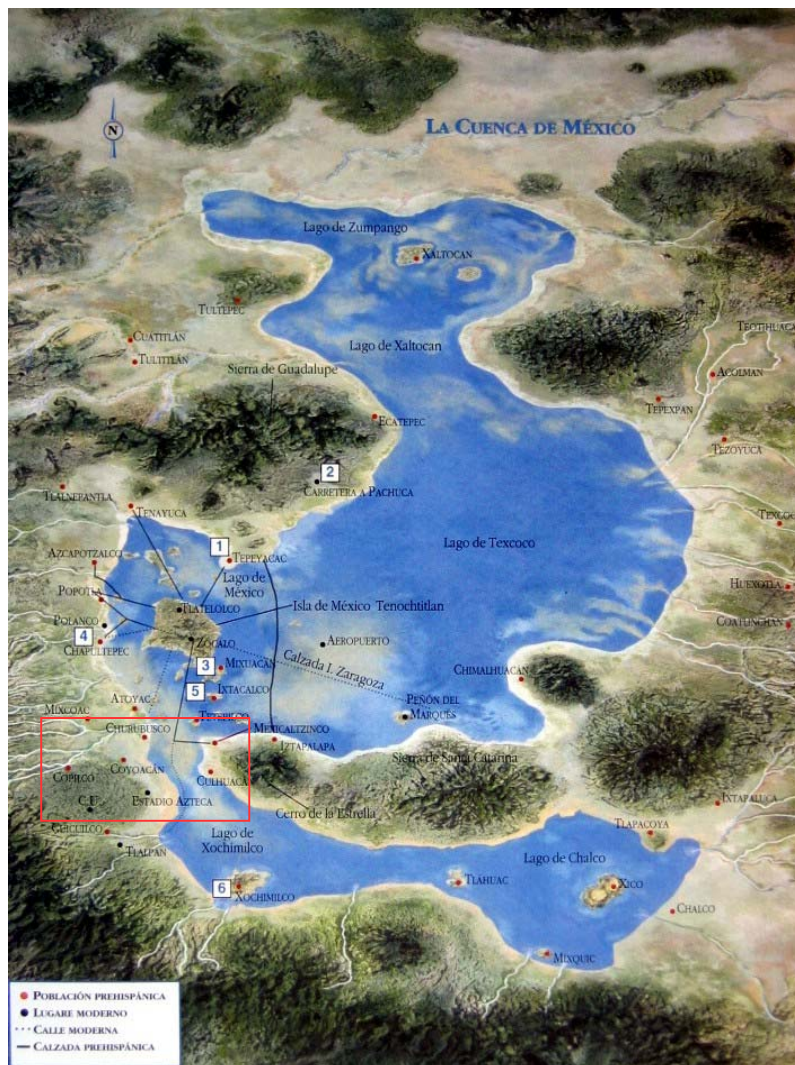 LA CUENCA DE MÉXICO
N
Lago de Zumpango
XALTOCAN
TULTEPEC
CUATITLÁN
TULTITLÁN
Lago de Xaltocan
TEOTIHUACA
Sierra de Guadalupe
ACOLMAN
TEPEXPAN
ECATEPEC
TEZOYUCA
2
CARRETERA A PACHUCA
TLALNEPANTLA
TENAYUCA
TEXCOC
1
TEPEYACAC
Lago de Texcoco
AZCAPOTZALCO
Lago de
México
HUEXOTLA
POPOTLA
TLATELOLCO
Isla de México Tenochtitlan
POLANCO
COATLINCHAN
4
ZÓCALO
AEROPUERTO
CHAPULTEPEC
Calzada I. Zaragoza
3
MIXUACAN
CHIMALHUACÁN
5
IXTACALCO
PEÑÓN DEL
MARQUÉS
ATOYAC
MIXCOAC
TETEPILCO
CHURUBUSCO
MEXICALTZINCO
IZTAPALAPA
Sierra de Santa Catarina
COYOACÁN
COPILCO
CULHUACÁN
ESTADIO AZTECA
C.U.
Cerro de la Estrella
IXTAPALUCA
CUICUILCO
Lago de
Xochimilco
TLAPACOYA
TLALPAN
Lago de Chalco
6
XOCHIMILCO
TLÁHUAC
XICO
CHALCO
MIXQUIC
POBLACIÓN PREHISPÁNICA
LUGARE MODERNO
CALLE MODERNA
CALZADA PREHISPÁNICA